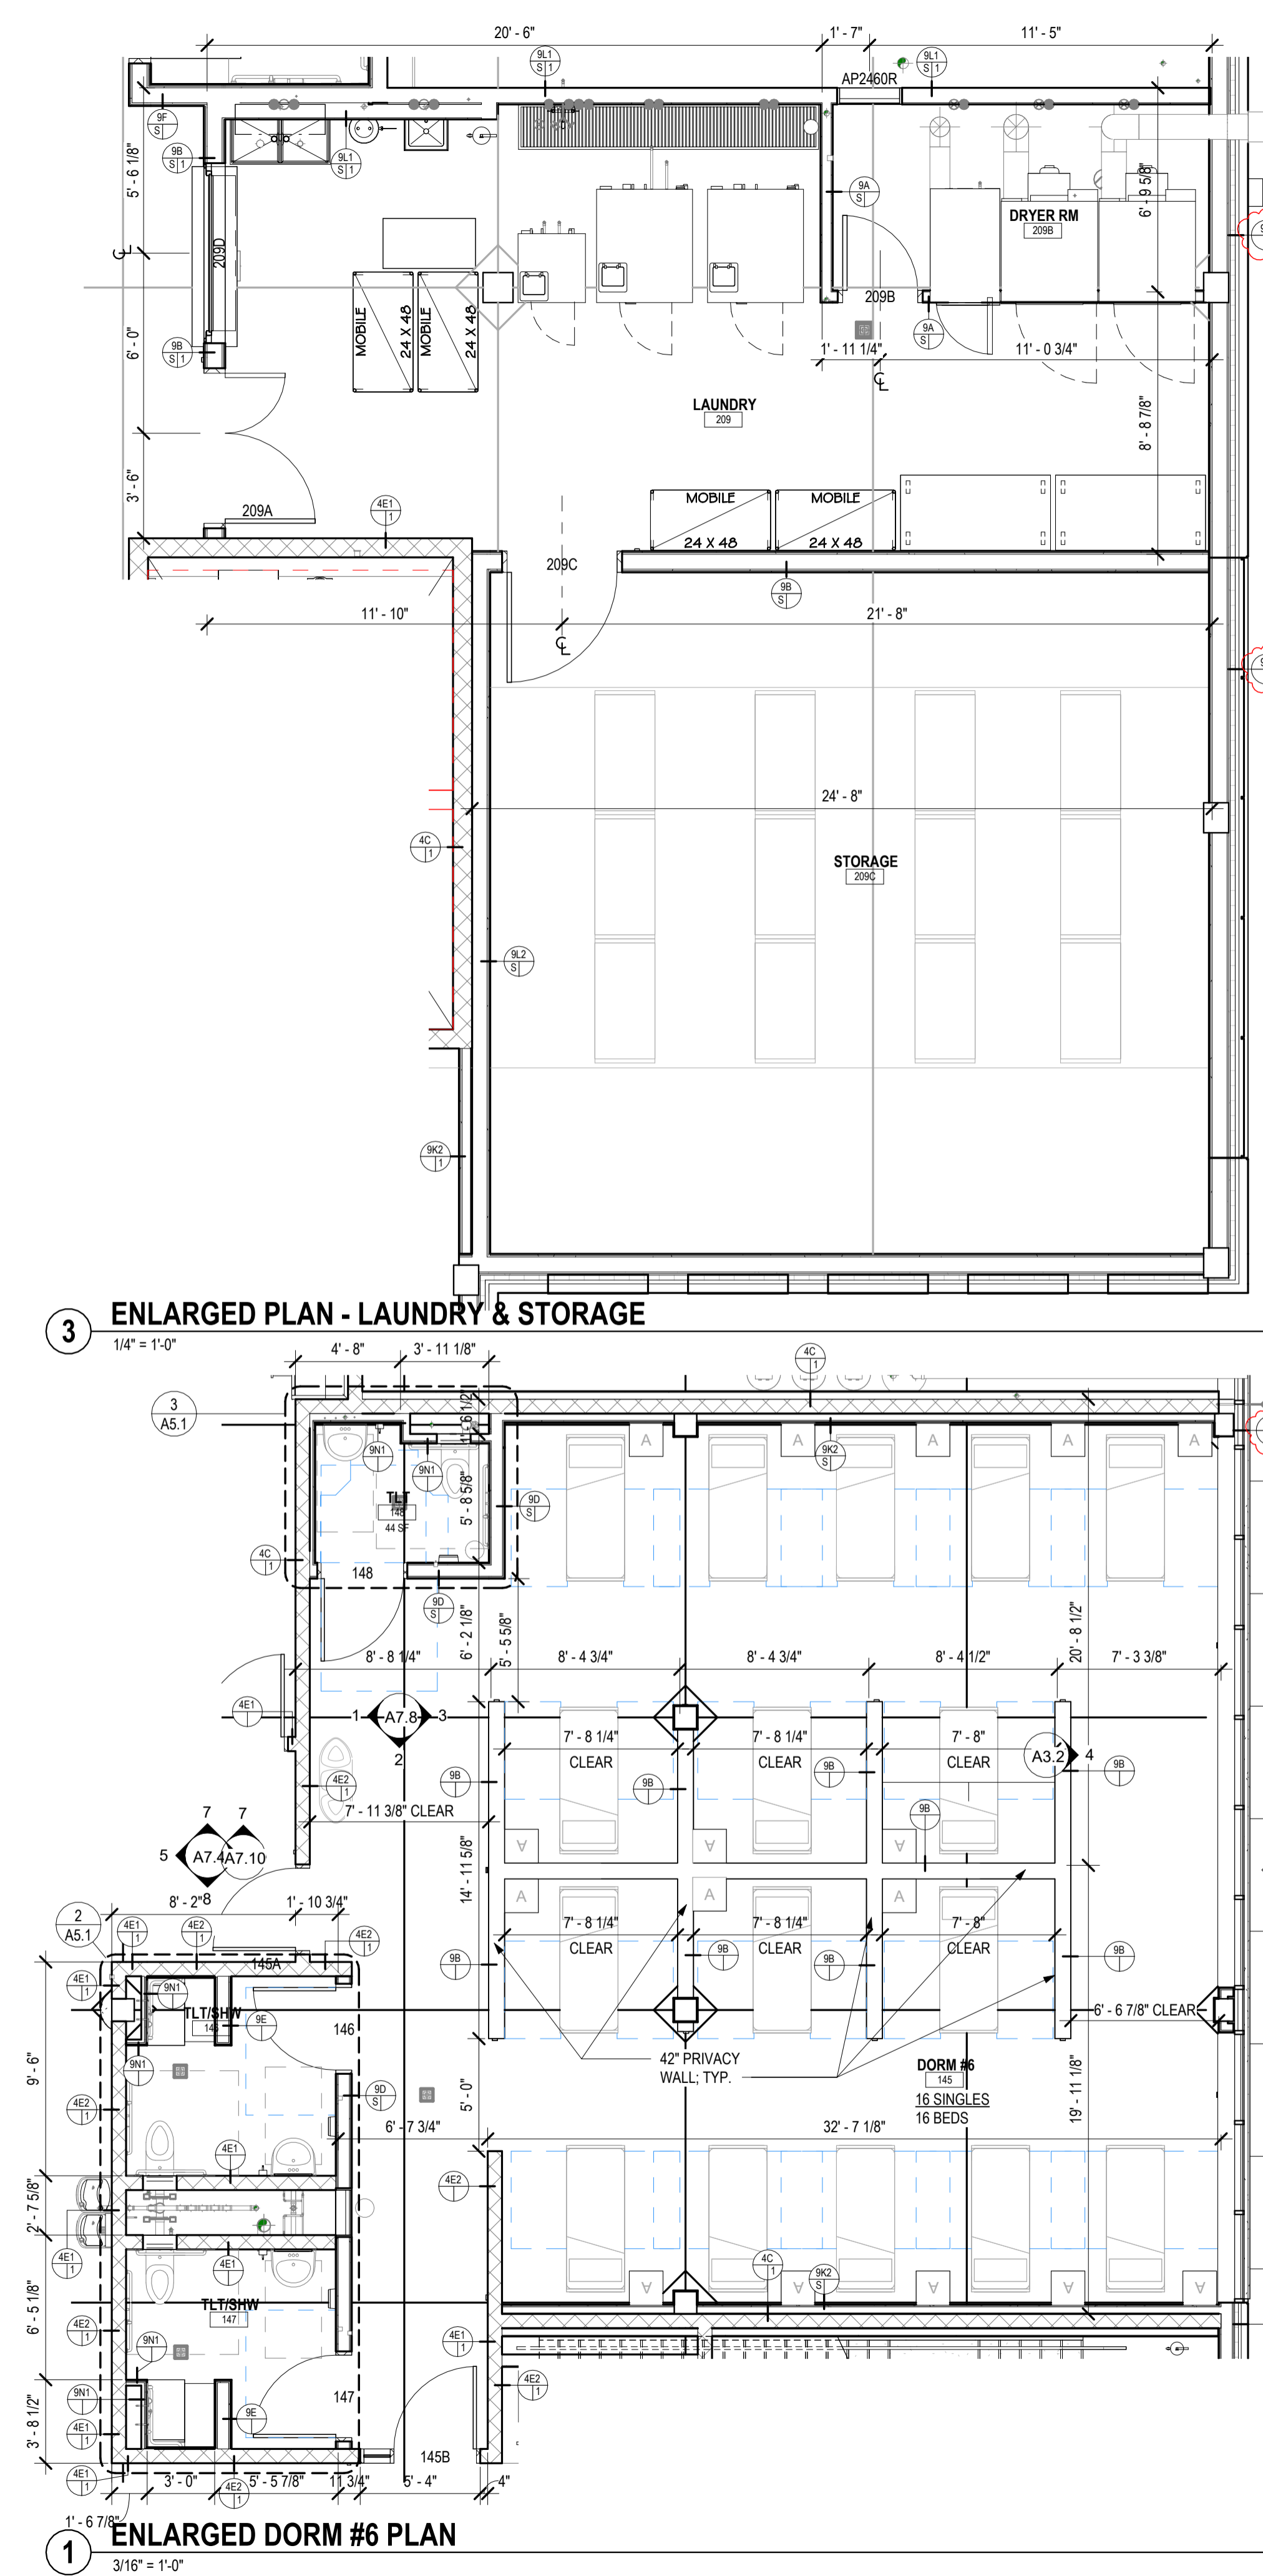 20' - 6"
1' - 7"
11' - 5"
9L1
S 1
AP2460R
9L1
S 1
9F
S
9B
S 1
9L1
S 1
5' - 6 1/8"
9A
S
6' - 9 5/8"
DRYER RM
209B
209D
MOBILE
24 X 48
MOBILE
24 X 48
209B
9A
S
6' - 0"
9B
S 1
1' - 11 1/4"
11' - 0 3/4"
LAUNDRY
209
8' - 8 7/8"
3' - 6"
209A
4E1
1
MOBILE
24 X 48
MOBILE
24 X 48
209C
9B
S
11' - 10"
21' - 8"
24' - 8"
4C
1
STORAGE
209C
9L2
S
9K2
1
3
ENLARGED PLAN - LAUNDRY & STORAGE
1/4" = 1'-0"
4' - 8"
3' - 11 1/8"
4C
1
3
A5.1
1' - 6 1/2"
9N1
9N1
A
A
A
A
A
9K2
S
TLT
148
44 SF
5' - 8 5/8"
9D
S
4C
1
148
9D
S
6' - 2 1/8"
5' - 5 5/8"
20' - 8 1/2"
8' - 8 1/4"
8' - 4 3/4"
8' - 4 3/4"
8' - 4 1/2"
7' - 3 3/8"
4E1
1
A7.8
3
2
7' - 8 1/4"
CLEAR
7' - 8 1/4"
CLEAR
7' - 8"
CLEAR
A3.2
4
4E2
1
9B
9B
9B
9B
9B
7' - 11 3/8" CLEAR
7
7
5
A7.4
A7.10
8
A
A
A
A
14' - 11 5/8"
8' - 2"
1' - 10 3/4"
2
A5.1
4E1
1
4E2
1
4E2
1
7' - 8 1/4"
CLEAR
7' - 8 1/4"
CLEAR
7' - 8"
CLEAR
9B
9B
9B
9B
145A
4E1
1
9N1
TLT/SHW
9E
146
6' - 6 7/8" CLEAR
9' - 6"
9N1
42" PRIVACY
WALL; TYP.
DORM #6
145
16 SINGLES
16 BEDS
9D
S
4E2
1
5' - 0"
19' - 11 1/8"
6' - 7 3/4"
32' - 7 1/8"
4E1
1
4E2
1
2' - 7 5/8"
4E1
1
4E1
1
4C
1
9K2
S
A
A
A
A
A
6' - 5 1/8"
4E2
1
TLT/SHW
147
9N1
4E1
1
4E2
1
9N1
147
9E
3' - 8 1/2"
4E1
1
145B
4E1
1
3' - 0"
4E2
1
5' - 5 7/8"
11 3/4"
5' - 4"
4"
1' - 6 7/8"
1
ENLARGED DORM #6 PLAN
3/16" = 1'-0"